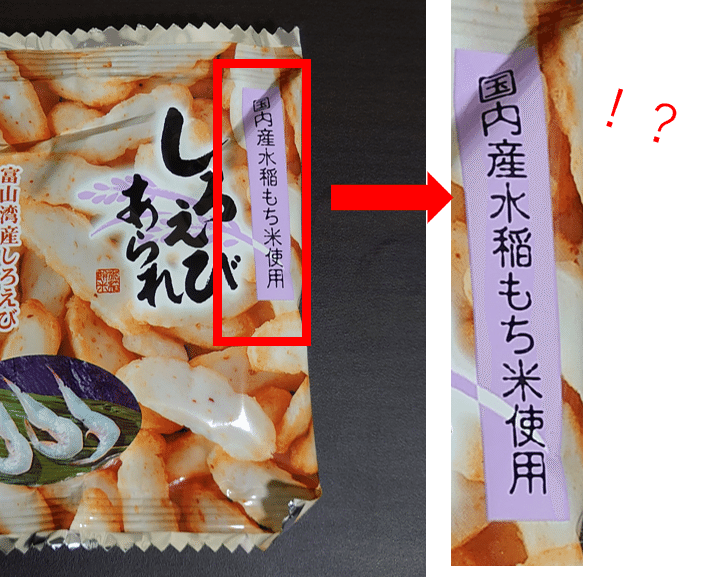 国内産水稲もち米使用
しろえび
あられ
富山湾産しろえび
国内産水稲もち米使用
！？